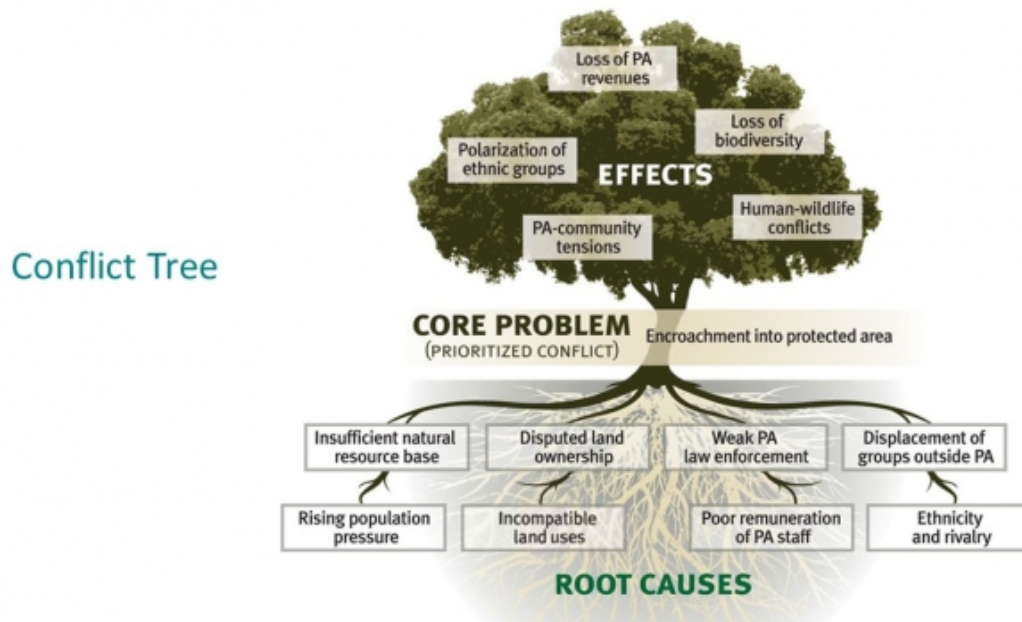 Conflict Tree
Loss of PA
revenues
Loss of
biodiversity
Polarization of
ethnic groups
EFFECTS
Human-wildlife
conflicts
PA-community
tensions
CORE PROBLEM
(PRIORITIZED CONFLICT)
Encroachment into protected area
Insufficient natural
resource base
Disputed land
ownership
Weak PA
law enforcement
Displacement of
groups outside PA
Rising population
pressure
Incompatible
land uses
Poor remuneration
of PA staff
Ethnicity
and rivalry
ROOT CAUSES